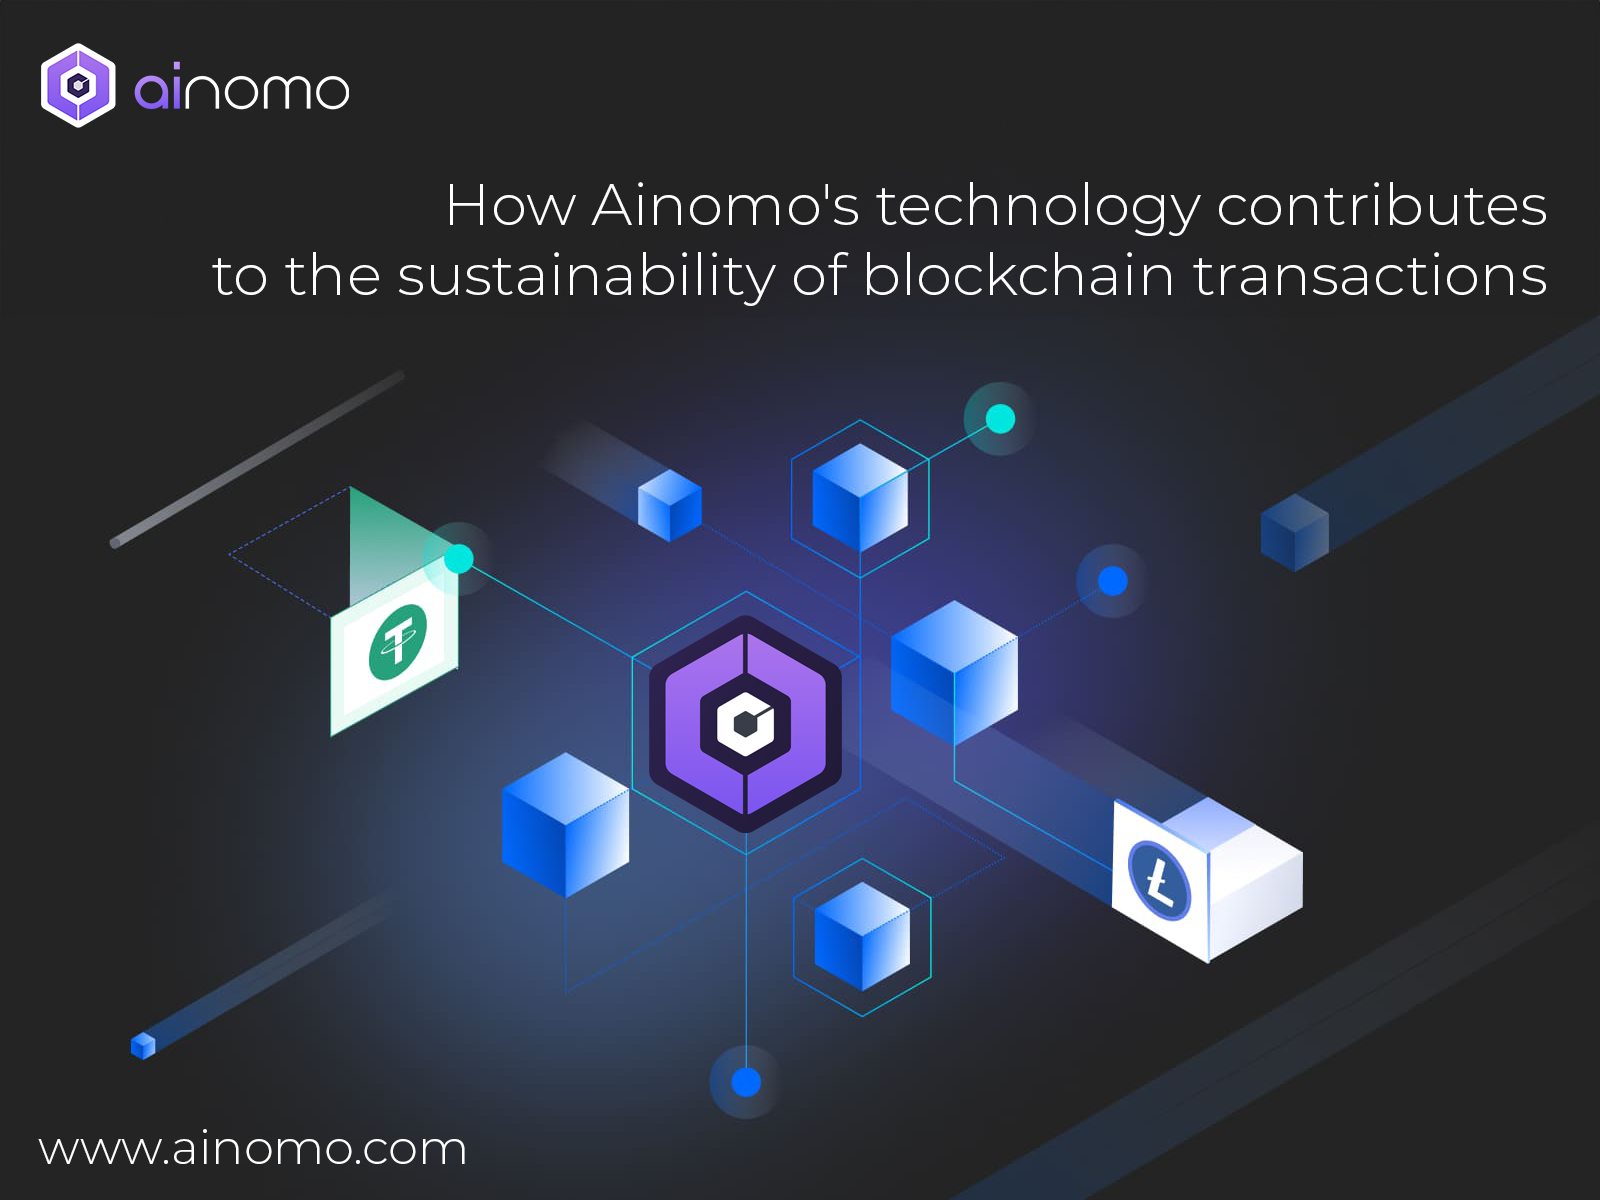 ainomo
How Ainomo's technology contributes
to the sustainability of blockchain transactions
www.ainomo.com